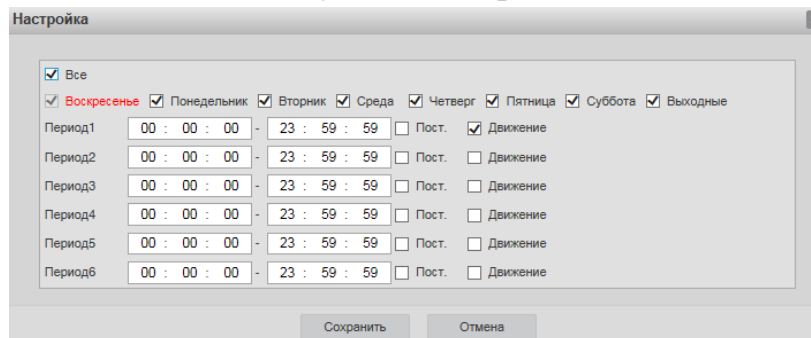 Настройка
Все
Воскресенье Понедельник Вторник Среда Четверг Пятница Суббота Выходные
Период1 00 : 00 : 00 - 23 : 59 : 59 Пост. Движение
Период2 00 : 00 : 00 - 23 : 59 : 59 Пост. Движение
Период3 00 : 00 : 00 - 23 : 59 : 59 Пост. Движение
Период4 00 : 00 : 00 - 23 : 59 : 59 Пост. Движение
Период5 00 : 00 : 00 - 23 : 59 : 59 Пост. Движение
Период6 00 : 00 : 00 - 23 : 59 : 59 Пост. Движение
Сохранить Отмена